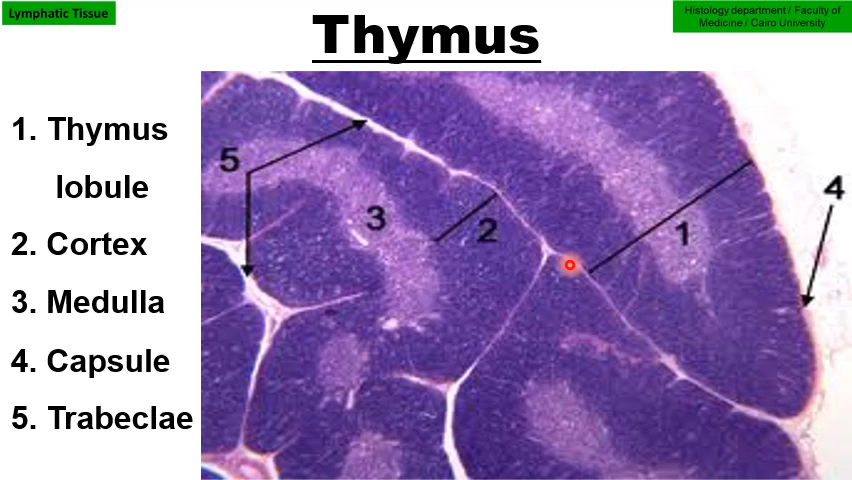 Lymphatic Tissue
Histology department / Faculty of
Medicine / Cairo University
Thymus
1. Thymus
lobule
2. Cortex
3. Medulla
4. Capsule
5. Trabeclae
5
3
2
1
4